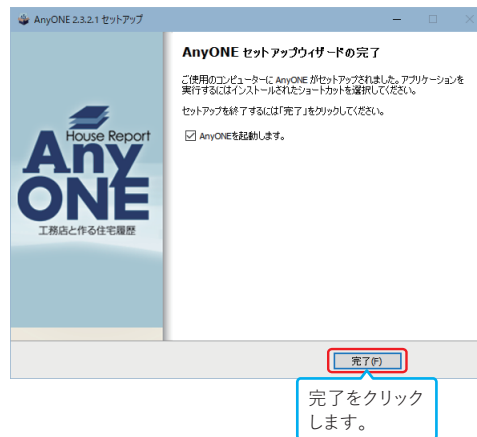 AnyONE 2.3.2.1 セットアップ
AnyONE セットアップウィザードの完了
ご使用のコンピューターに AnyONE がセットアップされました。アプリケーションを
実行するにはインストールされたショートカットを選択してください。
セットアップを終了するには「完了」をクリックしてください。
AnyONEを起動します。
House Report
Any
ONE
工務店と作る住宅履歴
完了(F)
完了をクリック
します。